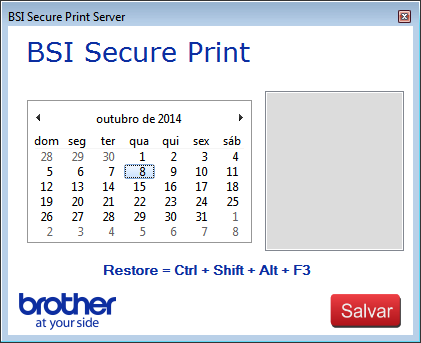 BSI Secure Print Server
BSI Secure Print
outubro de 2014
dom seg ter qua qui sex sáb
28 29 30 1 2 3 4
5 6 7 8 9 10 11
12 13 14 15 16 17 18
19 20 21 22 23 24 25
26 27 28 29 30 31 1
2 3 4 5 6 7 8
Restore = Ctrl + Shift + Alt + F3
brother
at your side
Salvar